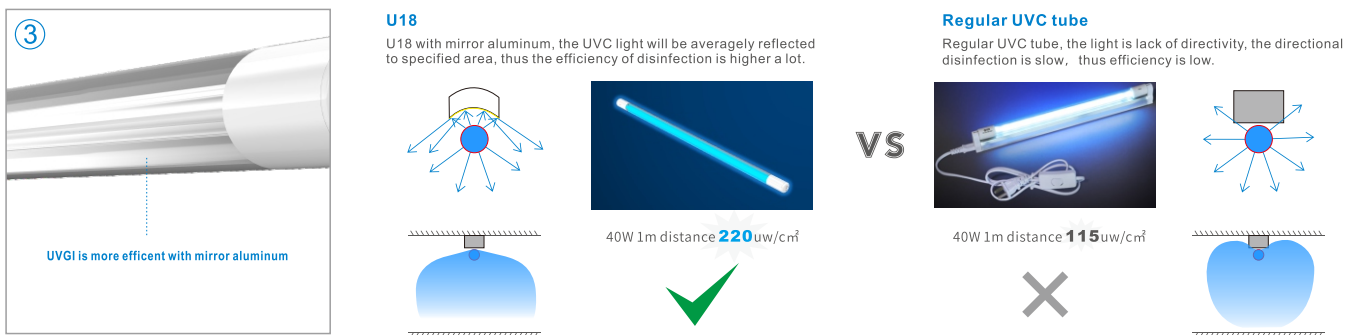 3
UVGI is more efficent with mirror aluminum
U18
U18 with mirror aluminum, the UVC light will be averagely reflected
to specified area, thus the efficiency of disinfection is higher a lot.
40W 1m distance 220uw/cm²
VS
Regular UVC tube
Regular UVC tube, the light is lack of directivity, the directional
disinfection is slow, thus efficiency is low.
40W 1m distance 115uw/cm²